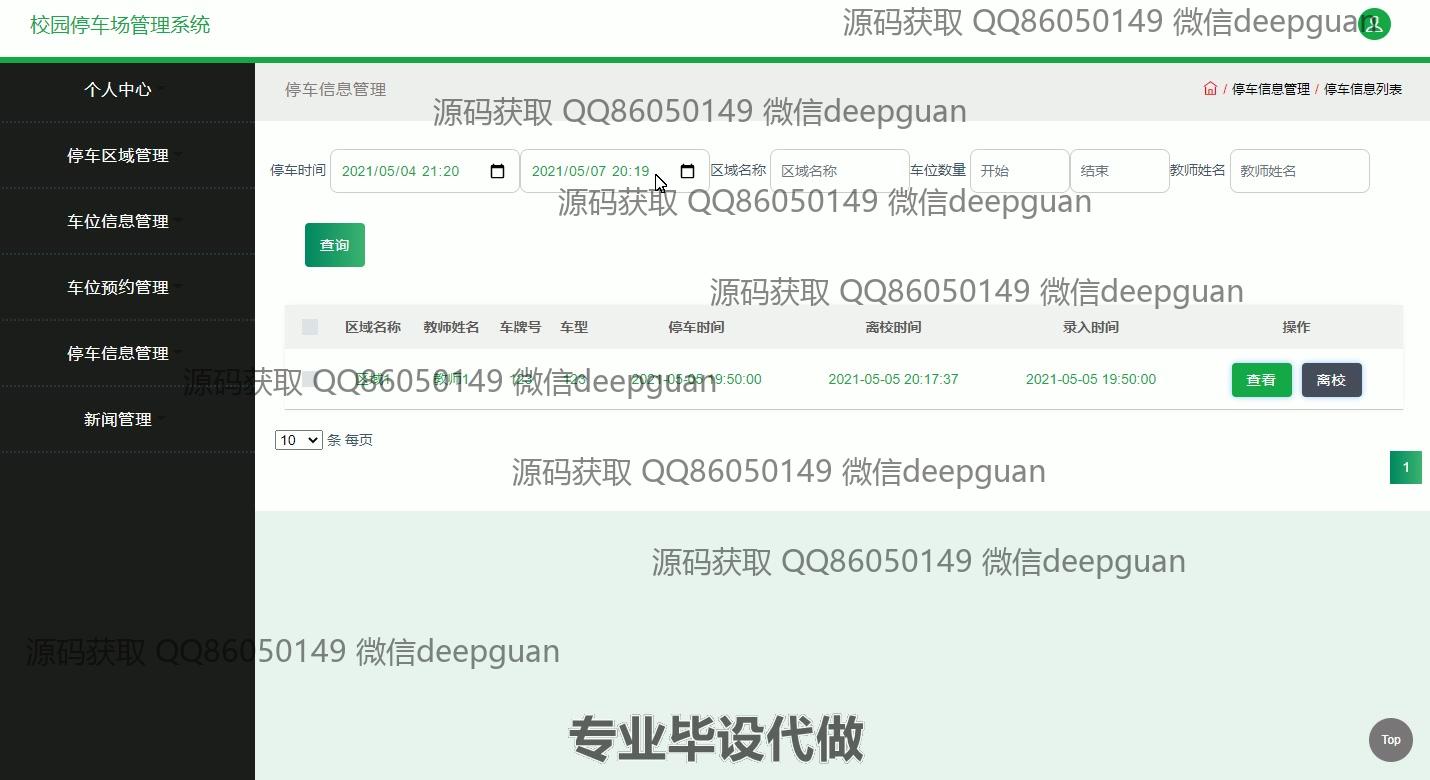 校园停车场管理系统
源码获取 QQ86050149 微信deepguan
个人中心
停车区域管理
车位信息管理
车位预约管理
停车信息管理
新闻管理
停车信息管理
/ 停车信息管理 / 停车信息列表
源码获取 QQ86050149 微信deepguan
停车时间 2021/05/04 21:20 2021/05/07 20:19 区域名称 区域名称 车位数量 开始 结束 教师姓名 教师姓名
源码获取 QQ86050149 微信deepguan
查询
源码获取 QQ86050149 微信deepguan
区域名称 教师姓名 车牌号 车型 停车时间 离校时间 录入时间 操作
区域1 教师1 123 123 2021-05-05 19:50:00 2021-05-05 20:17:37 2021-05-05 19:50:00 查看 离校
源码获取 QQ86050149 微信deepguan
10 条 每页
源码获取 QQ86050149 微信deepguan
1
源码获取 QQ86050149 微信deepguan
源码获取 QQ86050149 微信deepguan
专业毕设代做
Top